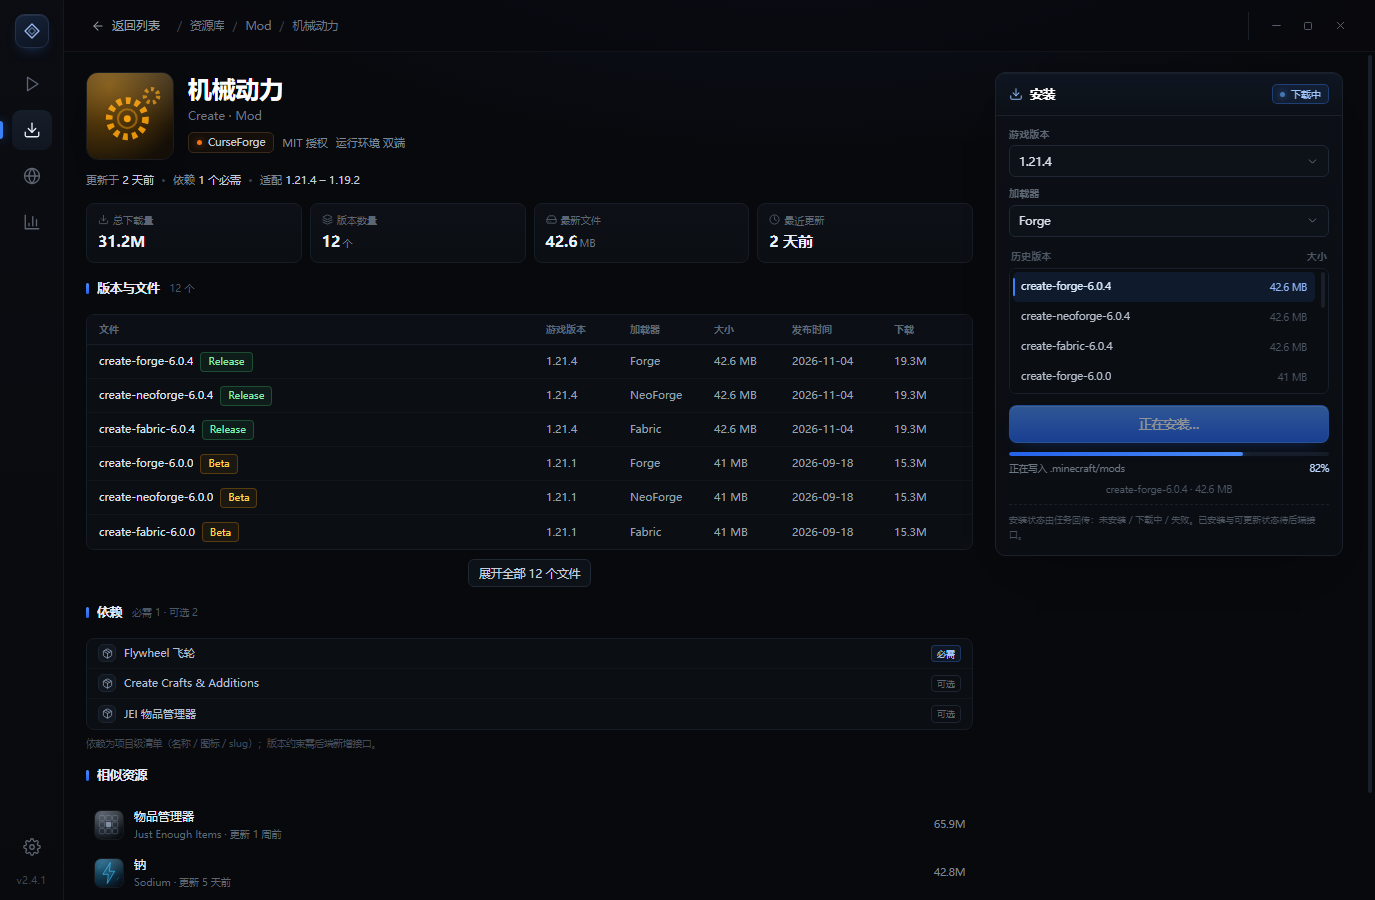 返回列表 / 资源库 / Mod / 机械动力
机械动力
Create · Mod
CurseForge MIT 授权 运行环境 双端
更新于 2 天前 • 依赖 1 个必需 • 适配 1.21.4 – 1.19.2
总下载量
31.2M
版本数量
12 个
最新文件
42.6 MB
最近更新
2 天前
版本与文件 12 个
文件 游戏版本 加载器 大小 发布时间 下载
create-forge-6.0.4 Release 1.21.4 Forge 42.6 MB 2026-11-04 19.3M
create-neoforge-6.0.4 Release 1.21.4 NeoForge 42.6 MB 2026-11-04 19.3M
create-fabric-6.0.4 Release 1.21.4 Fabric 42.6 MB 2026-11-04 19.3M
create-forge-6.0.0 Beta 1.21.1 Forge 41 MB 2026-09-18 15.3M
create-neoforge-6.0.0 Beta 1.21.1 NeoForge 41 MB 2026-09-18 15.3M
create-fabric-6.0.0 Beta 1.21.1 Fabric 41 MB 2026-09-18 15.3M
展开全部 12 个文件
依赖 必需 1 · 可选 2
Flywheel 飞轮 必需
Create Crafts & Additions 可选
JEI 物品管理器 可选
依赖为项目级清单（名称 / 图标 / slug）；版本约束需后端新增接口。
相似资源
物品管理器
Just Enough Items · 更新 1 周前
65.9M
钠
Sodium · 更新 5 天前
42.8M
安装 下载中
游戏版本
1.21.4
加载器
Forge
历史版本 大小
create-forge-6.0.4 42.6 MB
create-neoforge-6.0.4 42.6 MB
create-fabric-6.0.4 42.6 MB
create-forge-6.0.0 41 MB
正在安装...
正在写入 .minecraft/mods 82%
create-forge-6.0.4 · 42.6 MB
安装状态由任务回传：未安装 / 下载中 / 失败。已安装与可更新状态待后端接
口。
v2.4.1